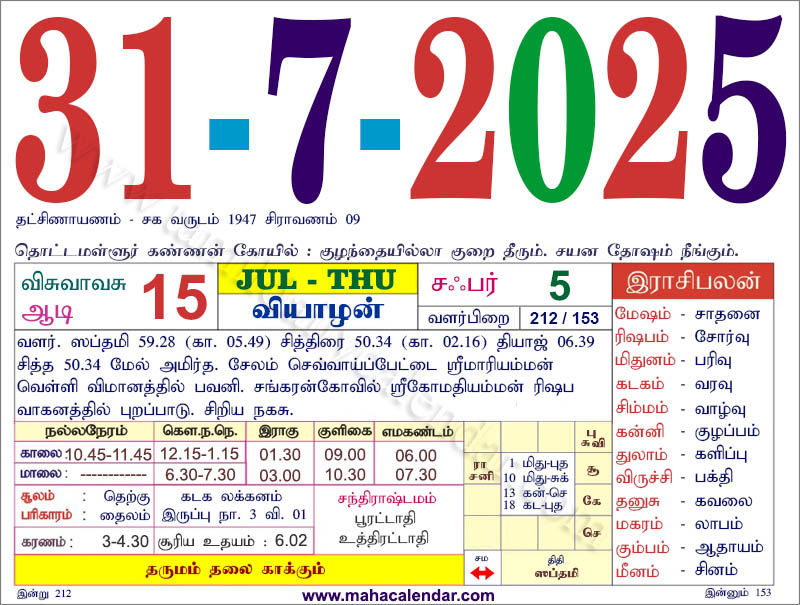 31-7-2025
தட்சிணாயணம் - சக வருடம் 1947 சிராவணம் 09
தொட்டமள்ளூர் கண்ணன் கோயில் : குழந்தையில்லா குறை தீரும். சயன தோஷம் நீங்கும்.
விசுவாவசு
ஆடி 15
JUL - THU
வியாழன்
சஃபர் 5
வளர்பிறை 212 / 153
வளர். ஸப்தமி 59.28 (கா. 05.49) சித்திரை 50.34 (கா. 02.16) தியாஜ் 06.39
சித்த 50.34 மேல் அமிர்த. சேலம் செவ்வாய்ப்பேட்டை ஸ்ரீமாரியம்மன்
வெள்ளி விமானத்தில் பவனி. சங்கரன்கோவில் ஸ்ரீகோமதியம்மன் ரிஷப
வாகனத்தில் புறப்பாடு. சிறிய நகசு.
நல்லநேரம் கௌ.ந.நெ. இராகு குளிகை எமகண்டம்
காலை: 10.45-11.45 12.15-1.15 01.30 09.00 06.00
மாலை: ------------ 6.30-7.30 03.00 10.30 07.30
சூலம் : தெற்கு
பரிகாரம் : தைலம்
கடக லக்கனம்
இருப்பு நா. 3 வி. 01
சந்திராஷ்டமம்
பூரட்டாதி
உத்திரட்டாதி
கரணம் : 3-4.30 சூரிய உதயம் : 6.02
தருமம் தலை காக்கும்
பு
சுவி
ரா
சனி
1 மிது-புத
10 மிது-சுக்
13 கன்-செ
18 கட-புத
சூ
கே
செ
சம
திதி
ஸப்தமி
இராசிபலன்
மேஷம் - சாதனை
ரிஷபம் - சோர்வு
மிதுனம் - பரிவு
கடகம் - வரவு
சிம்மம் - வாழ்வு
கன்னி - குழப்பம்
துலாம் - களிப்பு
விருச்சி - பக்தி
தனுசு - கவலை
மகரம் - லாபம்
கும்பம் - ஆதாயம்
மீனம் - சினம்
இன்று 212
www.mahacalendar.com
இன்னும் 153